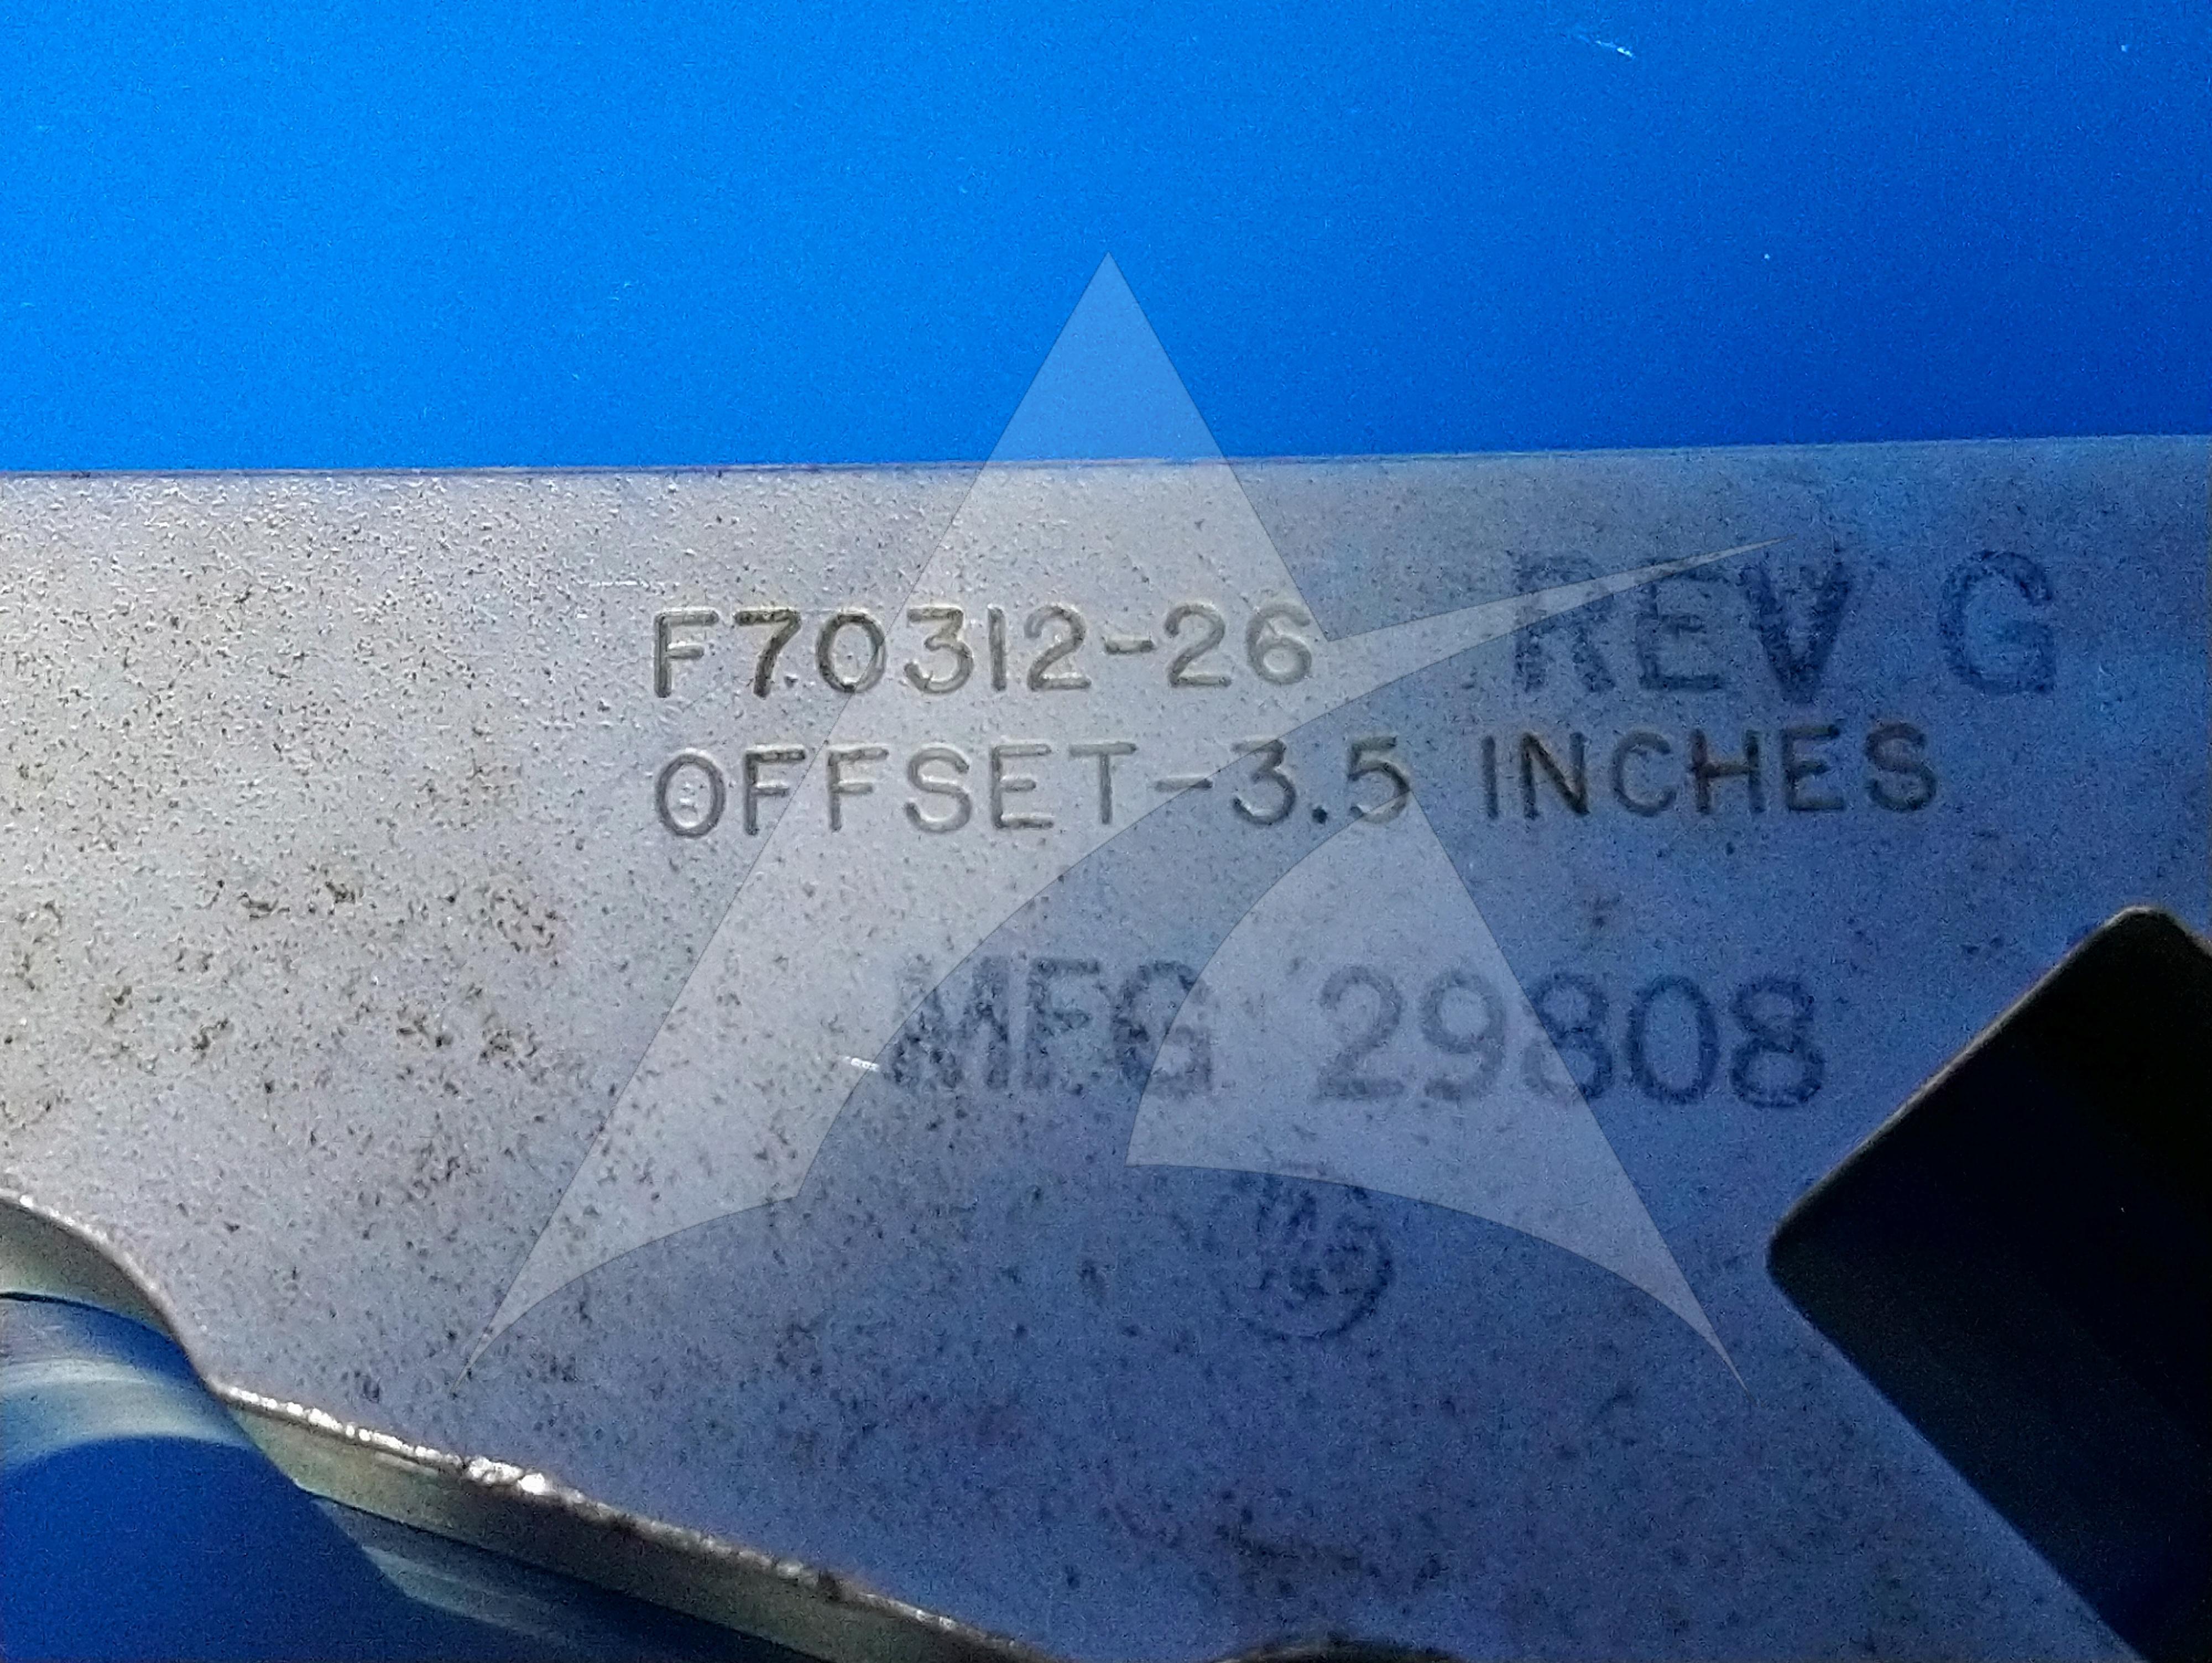 F70312-26 REV G
OFFSET-3.5 INCHES
MFG 29808